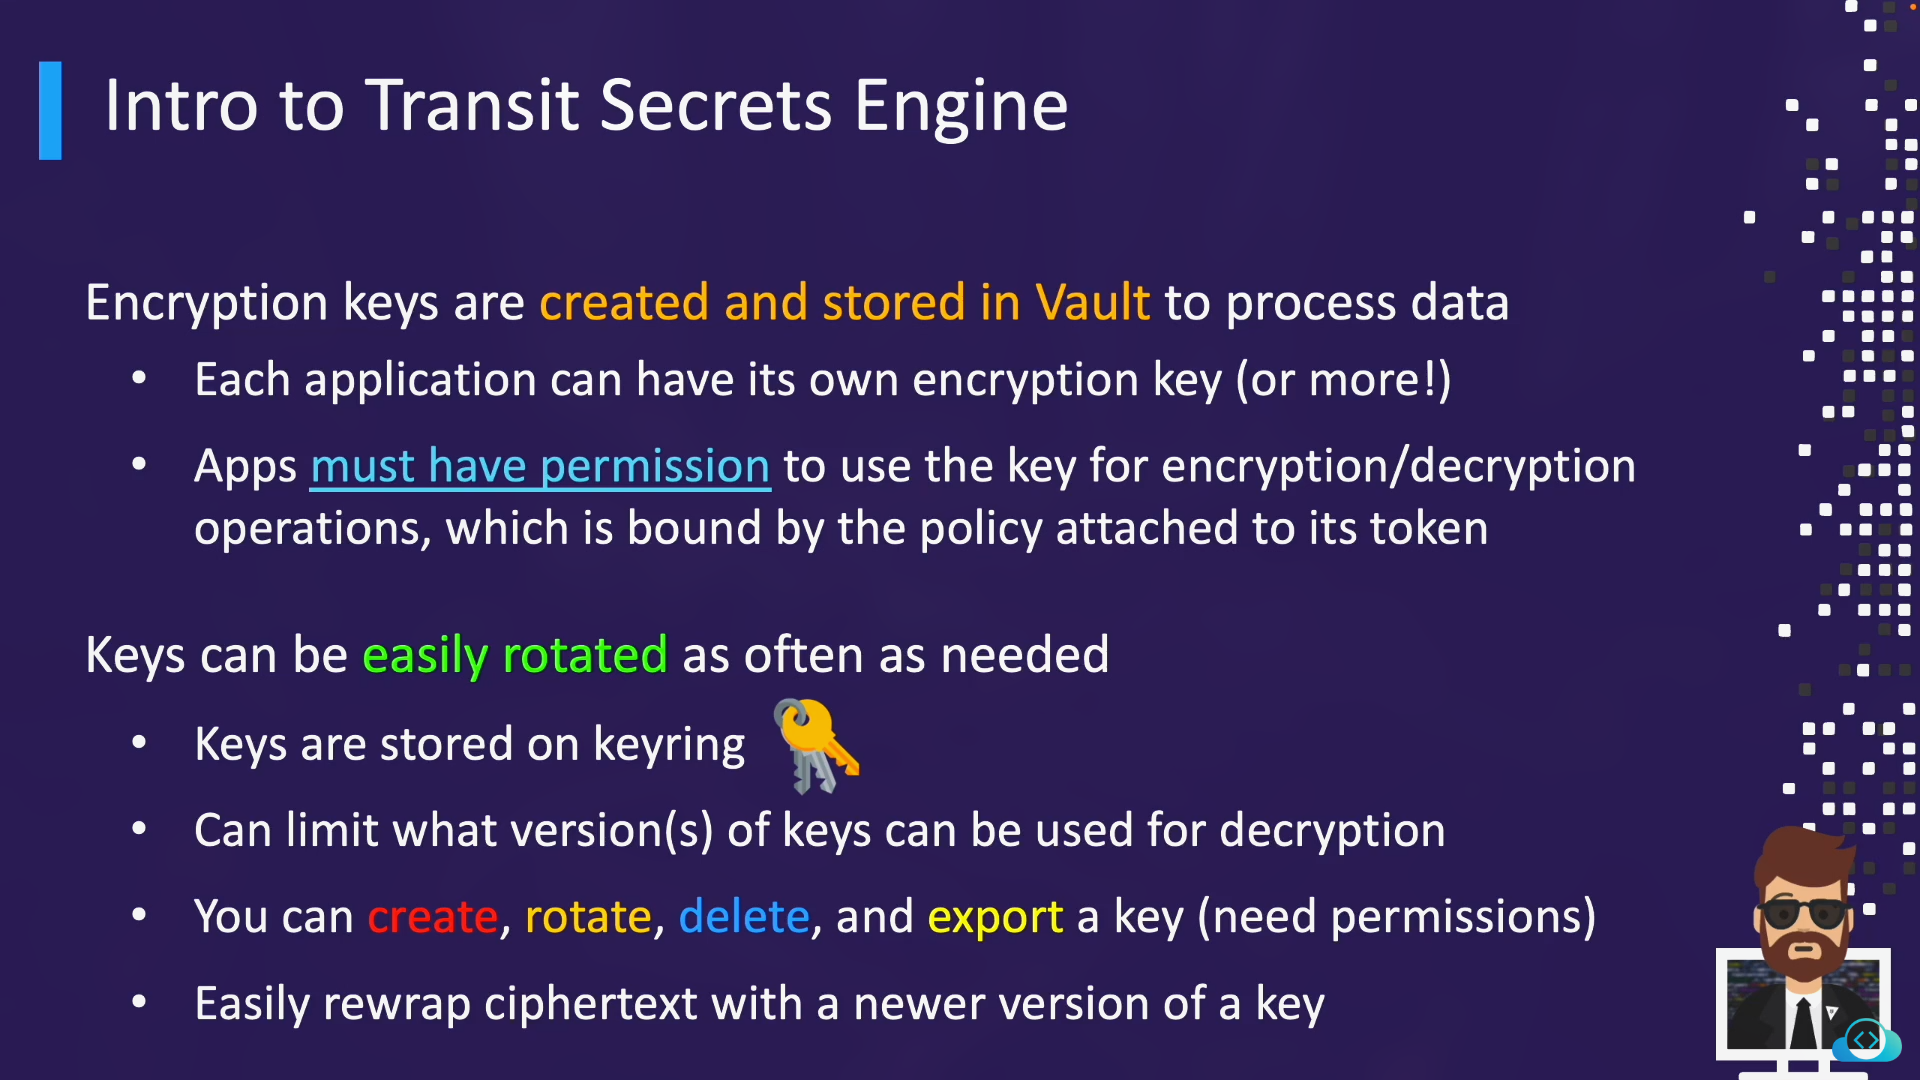 Intro to Transit Secrets Engine
Encryption keys are created and stored in Vault to process data
• Each application can have its own encryption key (or more!)
• Apps must have permission to use the key for encryption/decryption
operations, which is bound by the policy attached to its token
Keys can be easily rotated as often as needed
• Keys are stored on keyring
• Can limit what version(s) of keys can be used for decryption
• You can create, rotate, delete, and export a key (need permissions)
• Easily rewrap ciphertext with a newer version of a key